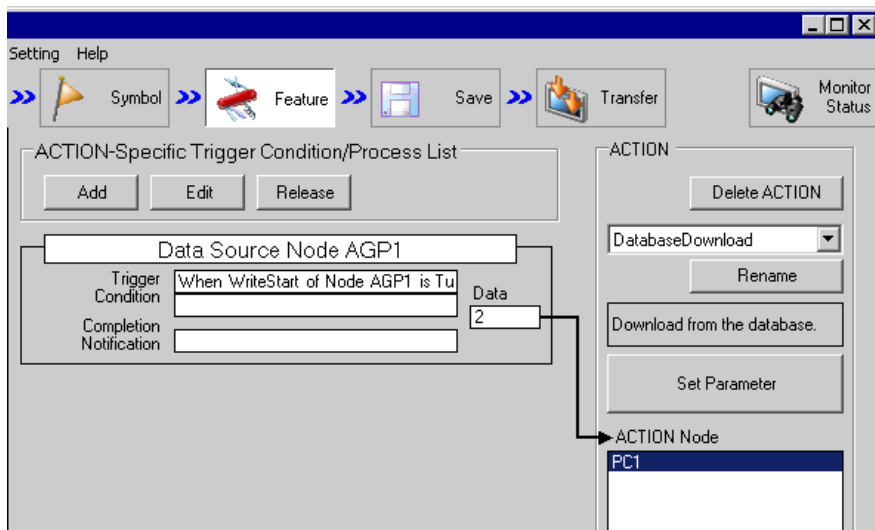 Setting Help
Symbol Feature Save Transfer Monitor
Status
ACTION-Specific Trigger Condition/Process List
Add Edit Release
ACTION
Delete ACTION
DatabaseDownload
Rename
Download from the database.
Set Parameter
ACTION Node
PC1
Data Source Node AGP1
Trigger
Condition
When WriteStart of Node AGP1 is Tu
Data
2
Completion
Notification